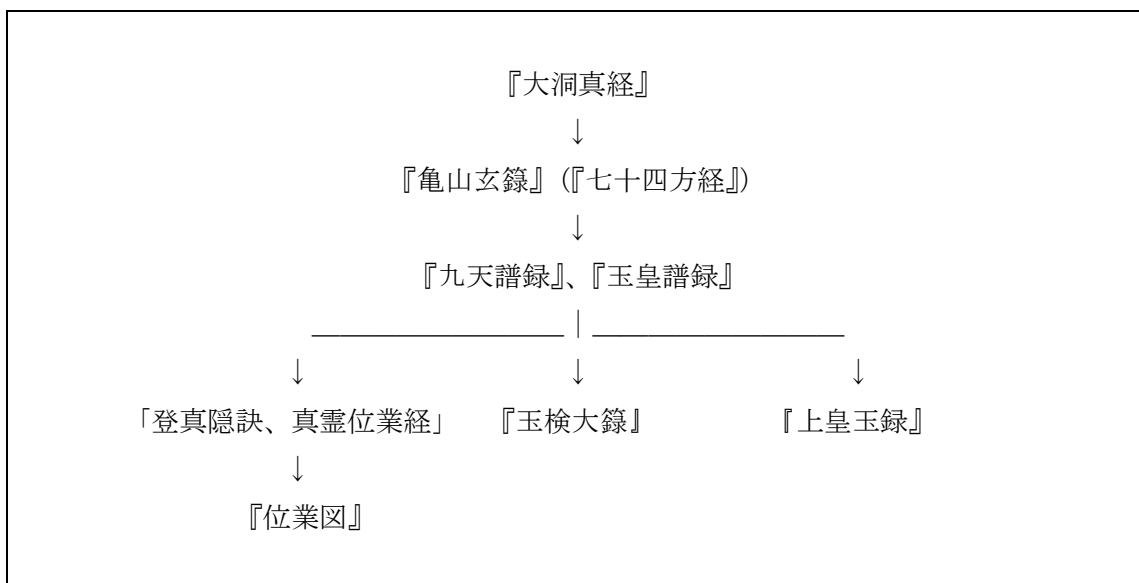 『大洞真経』
↓
『亀山玄籙』(『七十四方経』)
↓
『九天譜録』、『玉皇譜録』
↓ ↓ ↓
「登真隠訣、真霊位業経」 『玉検大籙』 『上皇玉録』
↓
『位業図』